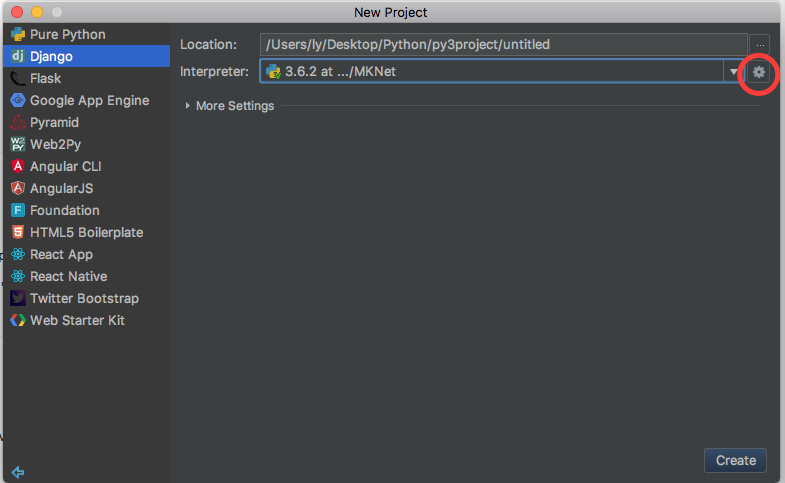 New Project
Pure Python
Django
Flask
Google App Engine
Pyramid
Web2Py
Angular CLI
AngularJS
Foundation
HTML5 Boilerplate
React App
React Native
Twitter Bootstrap
Web Starter Kit
Location: /Users/ly/Desktop/Python/py3project/untitled ...
Interpreter: 3.6.2 at .../MKNet
More Settings
Create